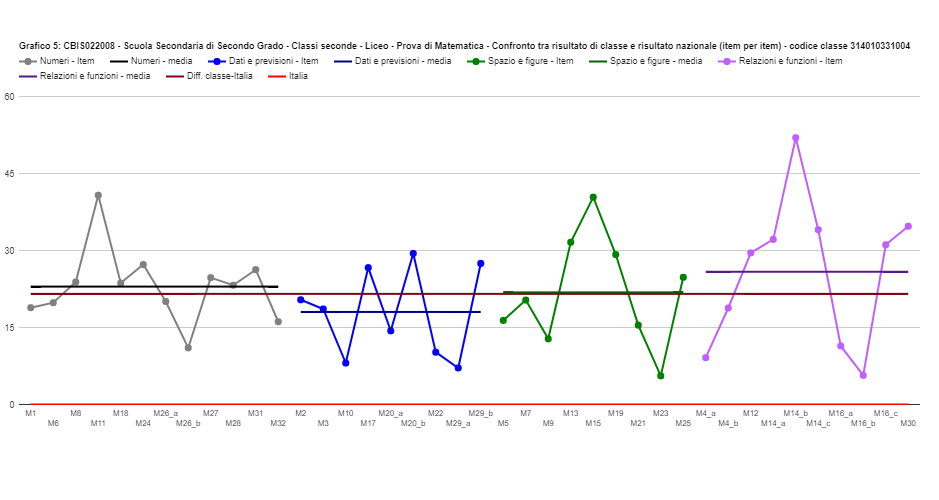 Grafico 5: CBIS022008 - Scuola Secondaria di Secondo Grado - Classi seconde - Liceo - Prova di Matematica - Confronto tra risultato di classe e risultato nazionale (item per item) - codice classe 314010331004
Numeri - Item Numeri - media Dati e previsioni - Item Dati e previsioni - media Spazio e figure - Item Spazio e figure - media Relazioni e funzioni - Item
Relazioni e funzioni - media Diff. classe-Italia Italia
60
45
30
15
0
M1 M8 M18 M26_a M27 M31 M2 M10 M20_a M22 M29_b M7 M13 M19 M23 M4_a M12 M14_b M16_a M16_c
M6 M11 M24 M26_b M28 M32 M3 M17 M20_b M29_a M5 M9 M15 M21 M25 M4_b M14_a M14_c M16_b M30